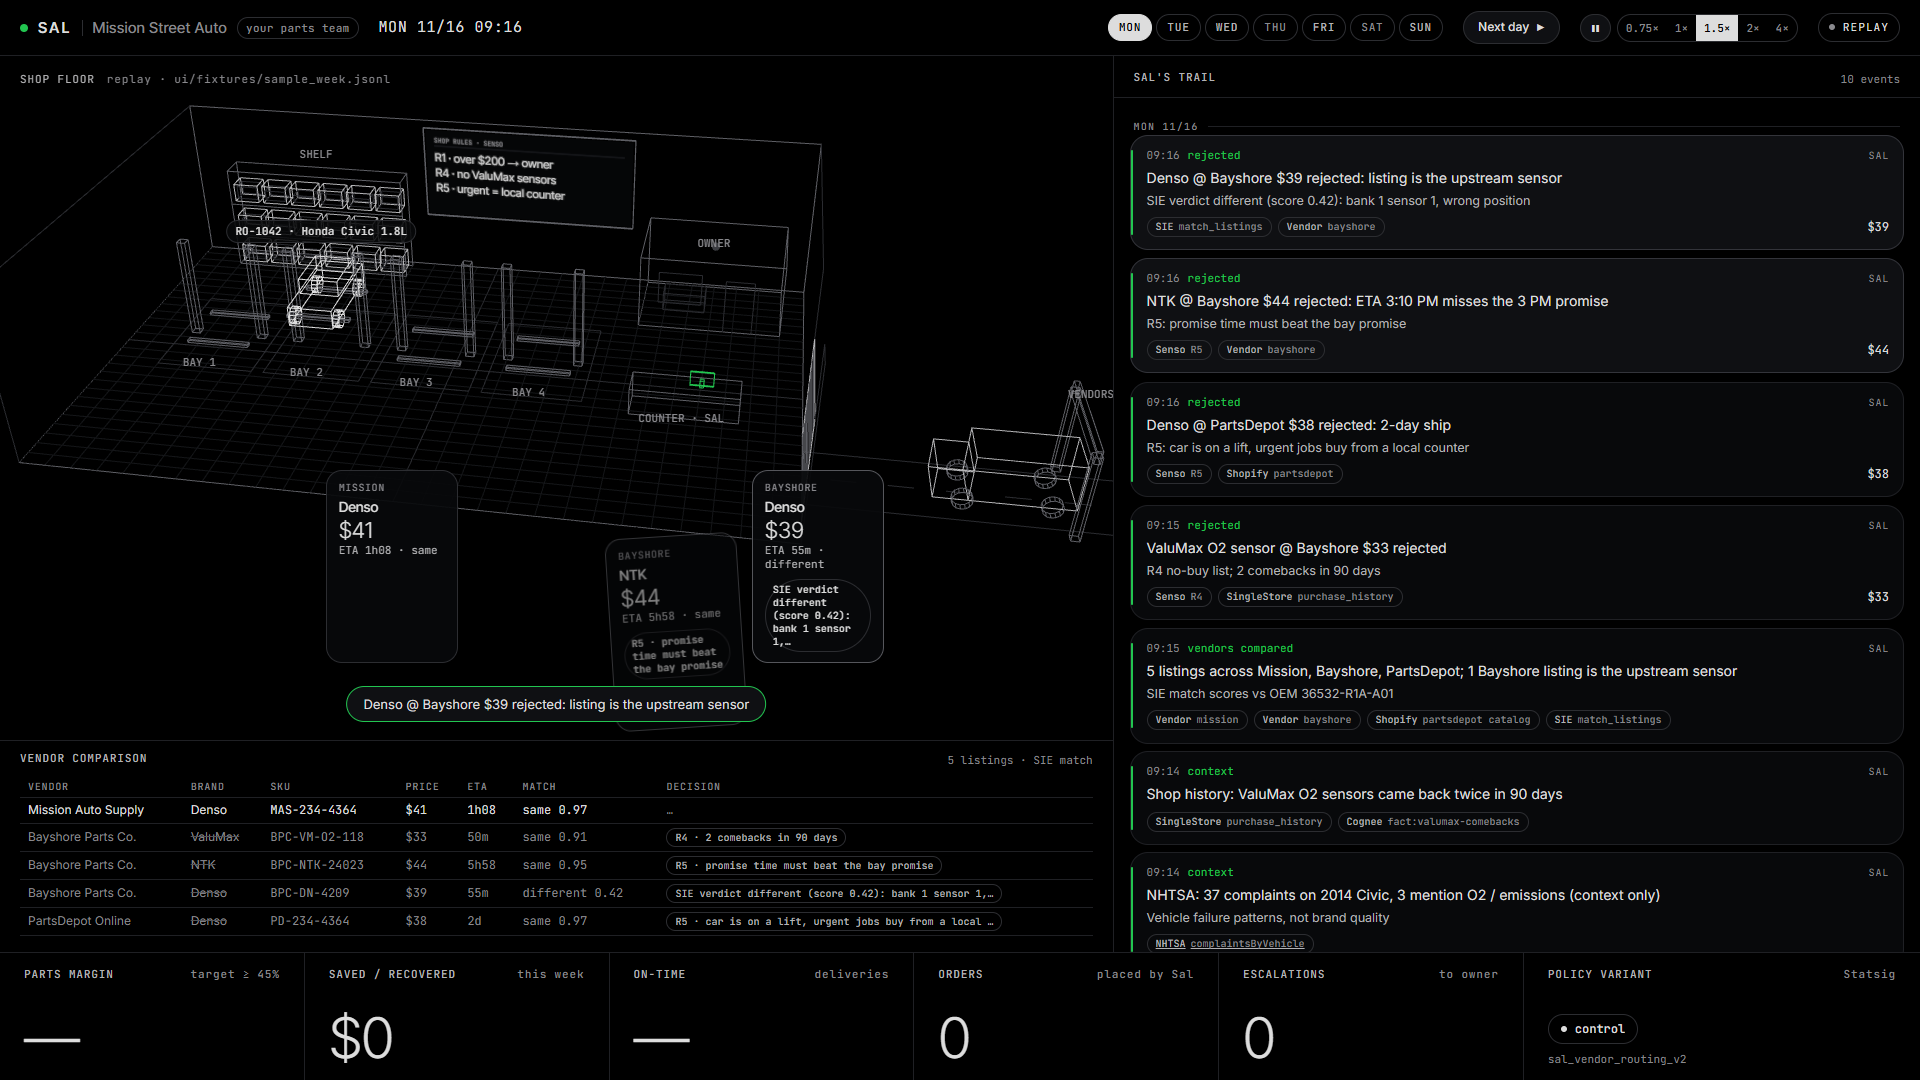 SAL Mission Street Auto your parts team MON 11/16 09:16
MON TUE WED THU FRI SAT SUN Next day ▶ 0.75× 1× 1.5× 2× 4× REPLAY
SHOP FLOOR replay · ui/fixtures/sample_week.jsonl
SHELF
SHOP RULES · SENSO
R1 · over $200 → owner
R4 · no ValuMax sensors
R5 · urgent = local counter
RO-1042 · Honda Civic 1.8L
OWNER
BAY 1
BAY 2
BAY 3
BAY 4
COUNTER · SAL
VENDORS
MISSION
Denso
$41
ETA 1h08 · same
BAYSHORE
NTK
$44
ETA 5h58 · same
R5 · promise
time must beat
the bay promise
BAYSHORE
Denso
$39
ETA 55m ·
different
SIE verdict
different
(score 0.42):
bank 1 sensor
1,…
Denso @ Bayshore $39 rejected: listing is the upstream sensor
VENDOR COMPARISON 5 listings · SIE match
VENDOR BRAND SKU PRICE ETA MATCH DECISION
Mission Auto Supply Denso MAS-234-4364 $41 1h08 same 0.97 …
Bayshore Parts Co. ValuMax BPC-VM-O2-118 $33 50m same 0.91 R4 · 2 comebacks in 90 days
Bayshore Parts Co. NTK BPC-NTK-24023 $44 5h58 same 0.95 R5 · promise time must beat the bay promise
Bayshore Parts Co. Denso BPC-DN-4209 $39 55m different 0.42 SIE verdict different (score 0.42): bank 1 sensor 1,…
PartsDepot Online Denso PD-234-4364 $38 2d same 0.97 R5 · car is on a lift, urgent jobs buy from a local …
SAL'S TRAIL 10 events
MON 11/16
09:16 rejected SAL
Denso @ Bayshore $39 rejected: listing is the upstream sensor
SIE verdict different (score 0.42): bank 1 sensor 1, wrong position
SIE match_listings Vendor bayshore $39
09:16 rejected SAL
NTK @ Bayshore $44 rejected: ETA 3:10 PM misses the 3 PM promise
R5: promise time must beat the bay promise
Senso R5 Vendor bayshore $44
09:16 rejected SAL
Denso @ PartsDepot $38 rejected: 2-day ship
R5: car is on a lift, urgent jobs buy from a local counter
Senso R5 Shopify partsdepot $38
09:15 rejected SAL
ValuMax O2 sensor @ Bayshore $33 rejected
R4 no-buy list; 2 comebacks in 90 days
Senso R4 SingleStore purchase_history $33
09:15 vendors compared SAL
5 listings across Mission, Bayshore, PartsDepot; 1 Bayshore listing is the upstream sensor
SIE match scores vs OEM 36532-R1A-A01
Vendor mission Vendor bayshore Shopify partsdepot catalog SIE match_listings
09:14 context SAL
Shop history: ValuMax O2 sensors came back twice in 90 days
SingleStore purchase_history Cognee fact:valumax-comebacks
09:14 context SAL
NHTSA: 37 complaints on 2014 Civic, 3 mention O2 / emissions (context only)
Vehicle failure patterns, not brand quality
NHTSA complaintsByVehicle
PARTS MARGIN target ≥ 45%
—
SAVED / RECOVERED this week
$0
ON-TIME deliveries
—
ORDERS placed by Sal
0
ESCALATIONS to owner
0
POLICY VARIANT Statsig
control
sal_vendor_routing_v2